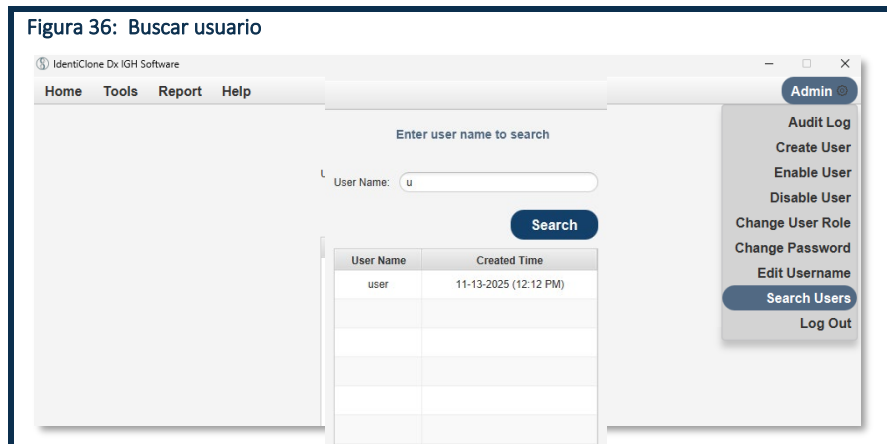 Figura 36: Buscar usuario
IdentiClone Dx IGH Software
Home Tools Report Help
Admin
Audit Log
Create User
Enable User
Disable User
Change User Role
Change Password
Edit Username
Search Users
Log Out
Enter user name to search
User Name: u
Search
User Name Created Time
user 11-13-2025 (12:12 PM)